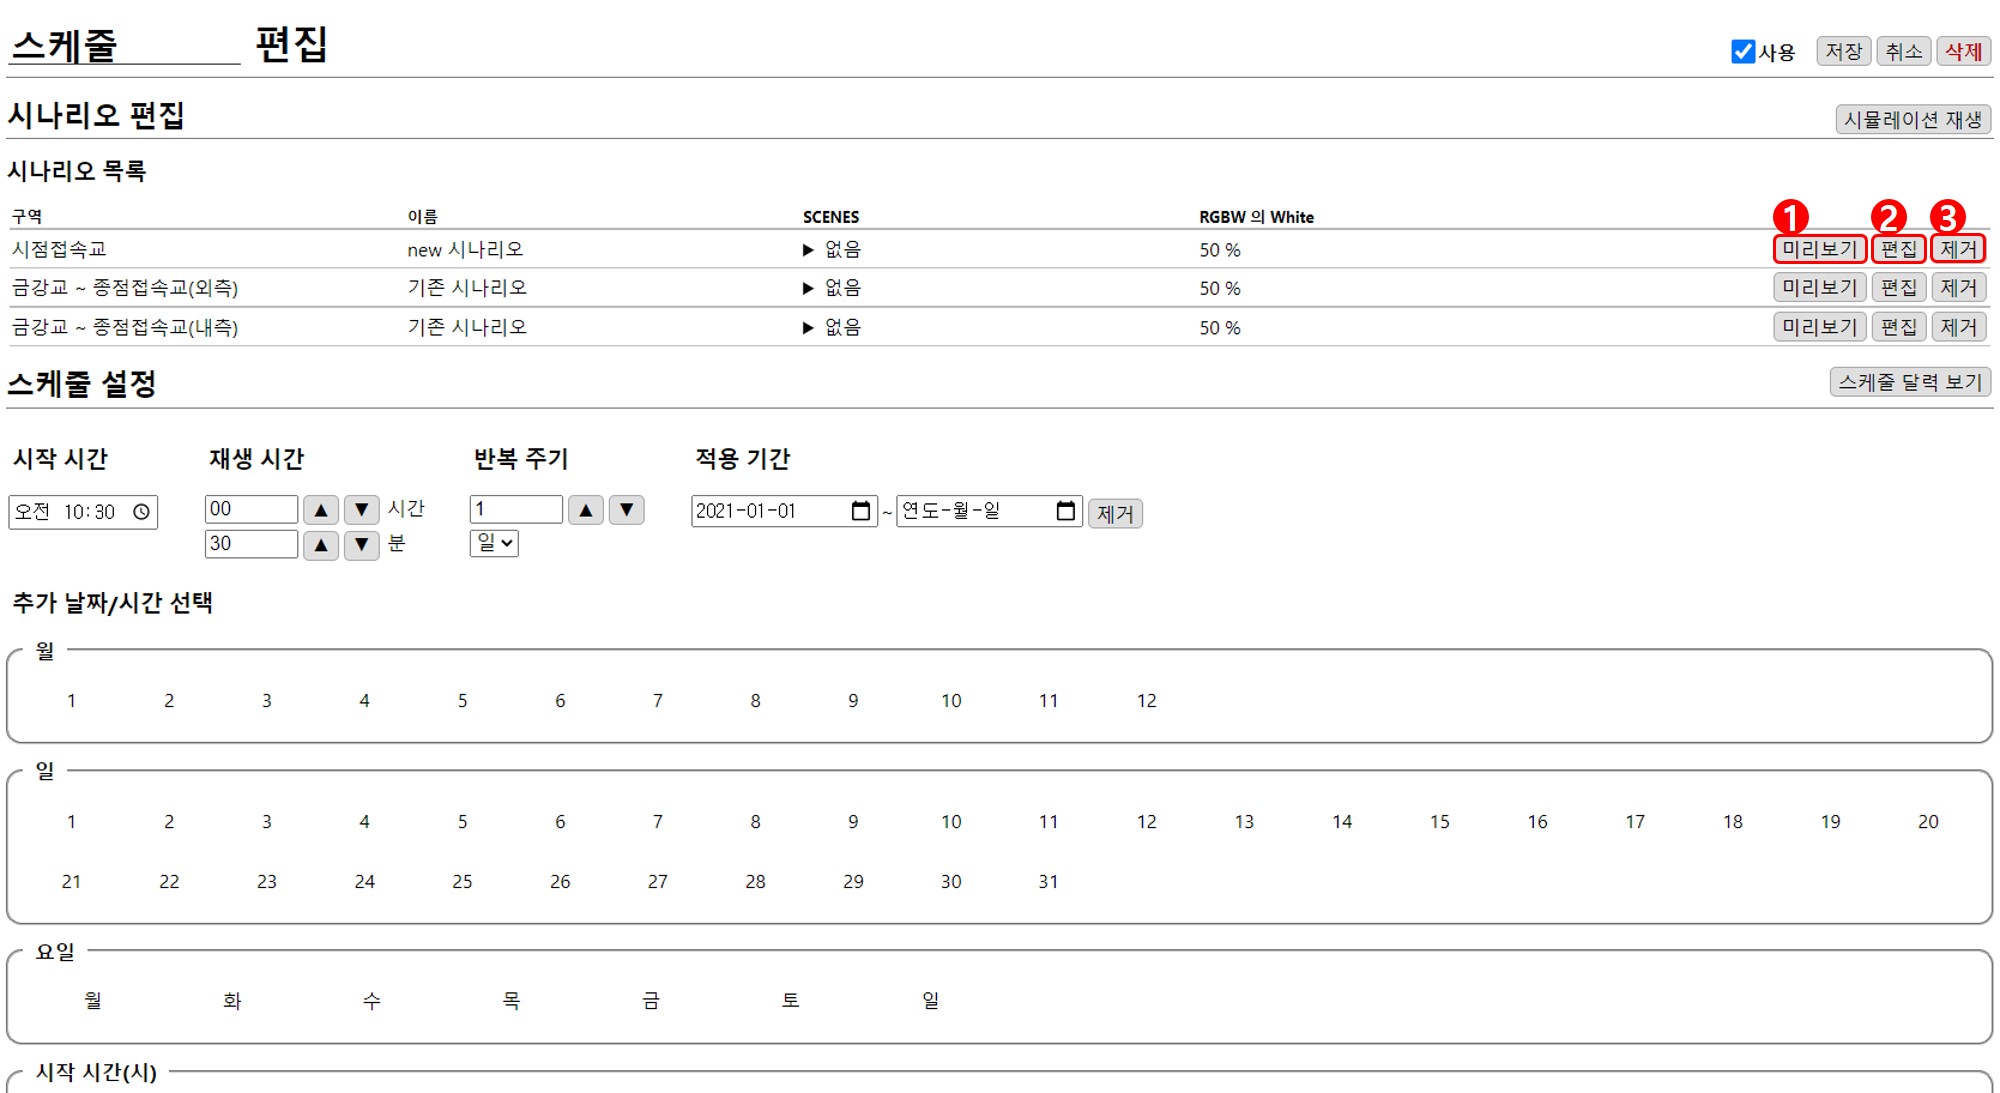 스케줄 편집
사용 저장 취소 삭제
시나리오 편집
시뮬레이션 재생
시나리오 목록
구역 이름 SCENES RGBW 의 White 1 2 3
시점접속교 new 시나리오 ▶ 없음 50 % 미리보기 편집 제거
금강교 ~ 종점접속교(외측) 기존 시나리오 ▶ 없음 50 % 미리보기 편집 제거
금강교 ~ 종점접속교(내측) 기존 시나리오 ▶ 없음 50 % 미리보기 편집 제거
스케줄 설정
스케줄 달력 보기
시작 시간 재생 시간 반복 주기 적용 기간
오전 10:30 00 ▲ ▼ 시간 1 ▲ ▼ 2021-01-01 ~ 연도-월-일 제거
30 ▲ ▼ 분 일
추가 날짜/시간 선택
월
1 2 3 4 5 6 7 8 9 10 11 12
일
1 2 3 4 5 6 7 8 9 10 11 12 13 14 15 16 17 18 19 20
21 22 23 24 25 26 27 28 29 30 31
요일
월 화 수 목 금 토 일
시작 시간(시)